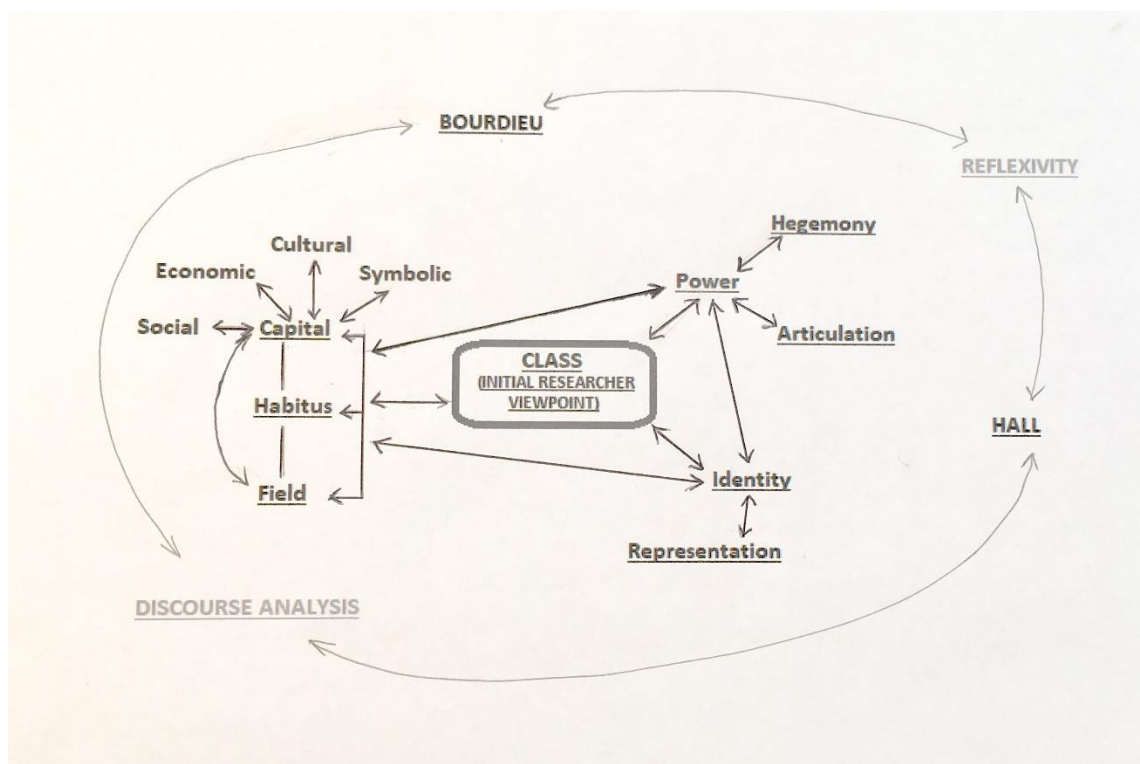 BOURDIEU
REFLEXIVITY
Hegemony
Cultural
Economic
Symbolic
Power
Social
Capital
Articulation
CLASS
(INITIAL RESEARCHER
VIEWPOINT)
Habitus
HALL
Identity
Field
Representation
DISCOURSE ANALYSIS